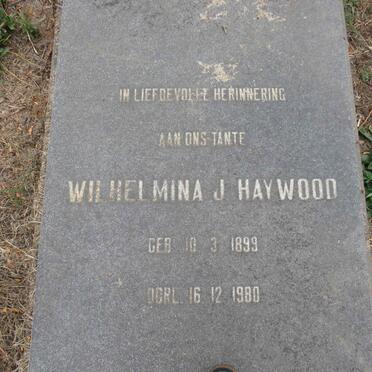 IN LIEFDEVOLLE HERINNERING
AAN ONS TANTE
WILHELMINA J HAYWOOD
GEB. 10 3 1899
OORL. 16 12 1980